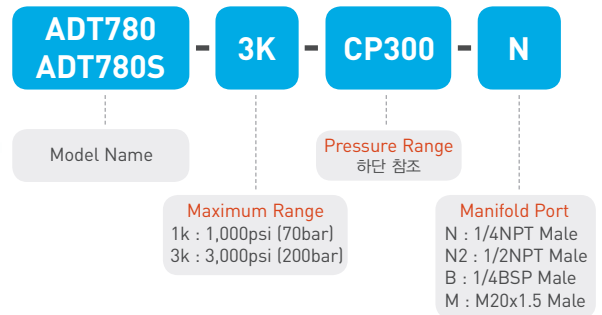 ADT780
ADT780S
- 3K - CP300 - N
Model Name
Pressure Range
하단 참조
Maximum Range
1k : 1,000psi (70bar)
3k : 3,000psi (200bar)
Manifold Port
N : 1/4NPT Male
N2 : 1/2NPT Male
B : 1/4BSP Male
M : M20x1.5 Male